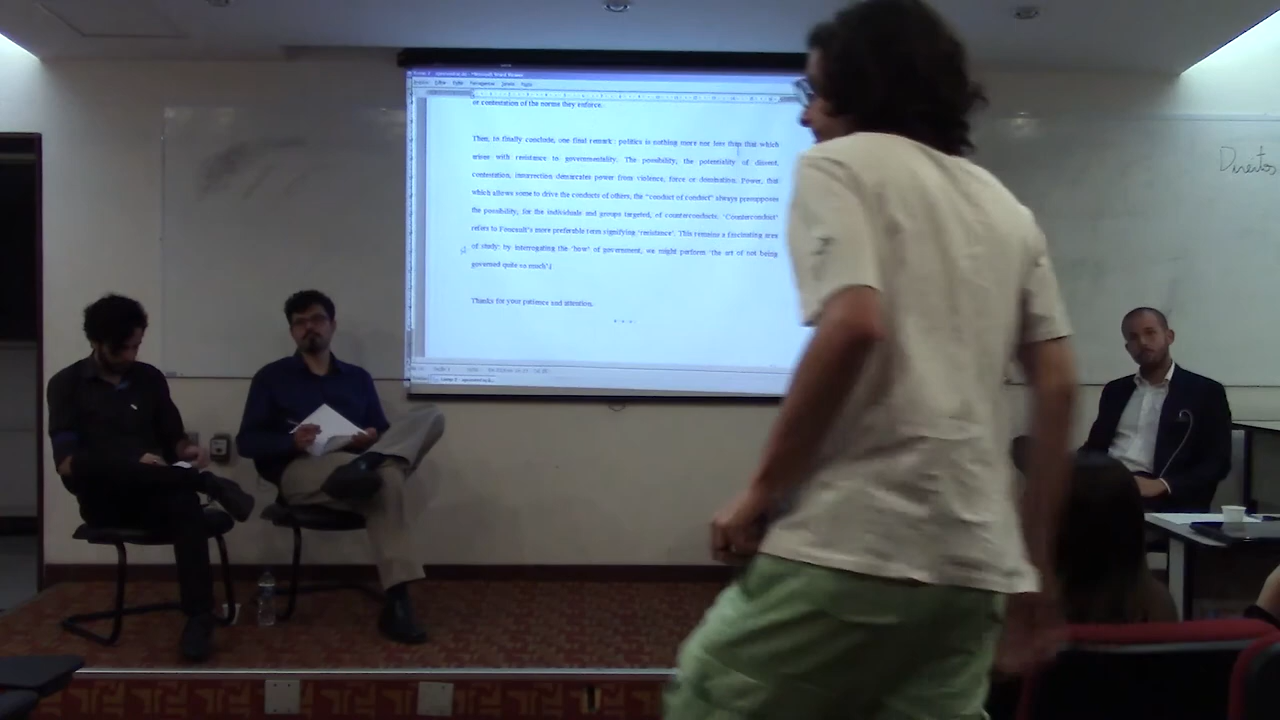 or contestation of the norms they enforce.
Then, to finally conclude, one final remark : politics is nothing more nor less than that which
arises with resistance to governmentality. The possibility, the potentiality of dissent,
contestation, insurrection demarcates power from violence, force or domination. Power, that
which allows some to drive the conducts of others, the “conduct of conduct” always presupposes
the possibility, for the individuals and groups targeted, of counterconducts. ‘Counterconduct’
refers to Foucault’s more preferable term signifying ‘resistance’. This remains a fascinating area
of study: by interrogating the ‘how’ of government, we might perform ‘the art of not being
governed quite so much’.
Thanks for your patience and attention.
Direitos